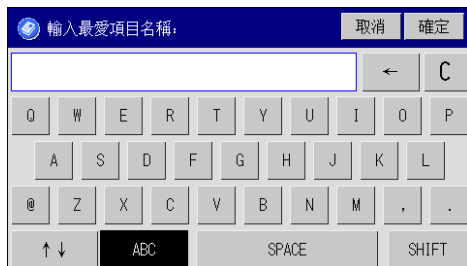 輸入最愛項目名稱: 取消 確定
← C
Q W E R T Y U I O P
A S D F G H J K L
@ Z X C V B N M , .
↑↓ ABC SPACE SHIFT